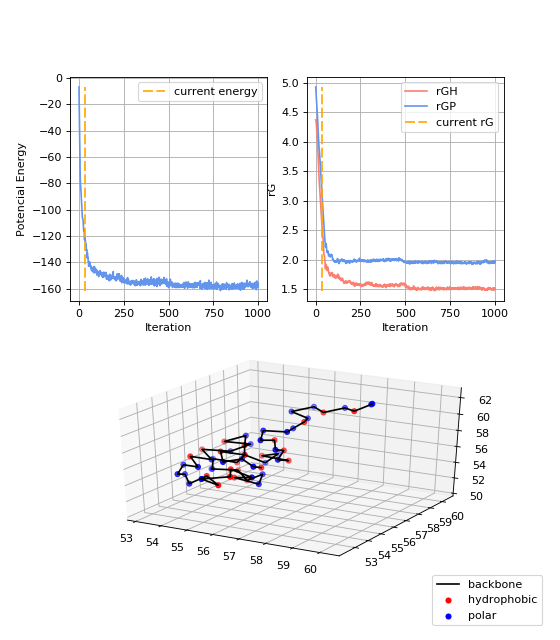 0
−20
−40
−60
−80
−100
−120
−140
−160
Potencial Energy
0 250 500 750 1000
Iteration
current energy
5.0
4.5
4.0
3.5
3.0
2.5
2.0
1.5
rG
0 250 500 750 1000
Iteration
rGH
rGP
current rG
53 54 55 56 57 58 59 60
53 54 55 56 57 58 59 60
62
60
58
56
54
52
50
backbone
hydrophobic
polar